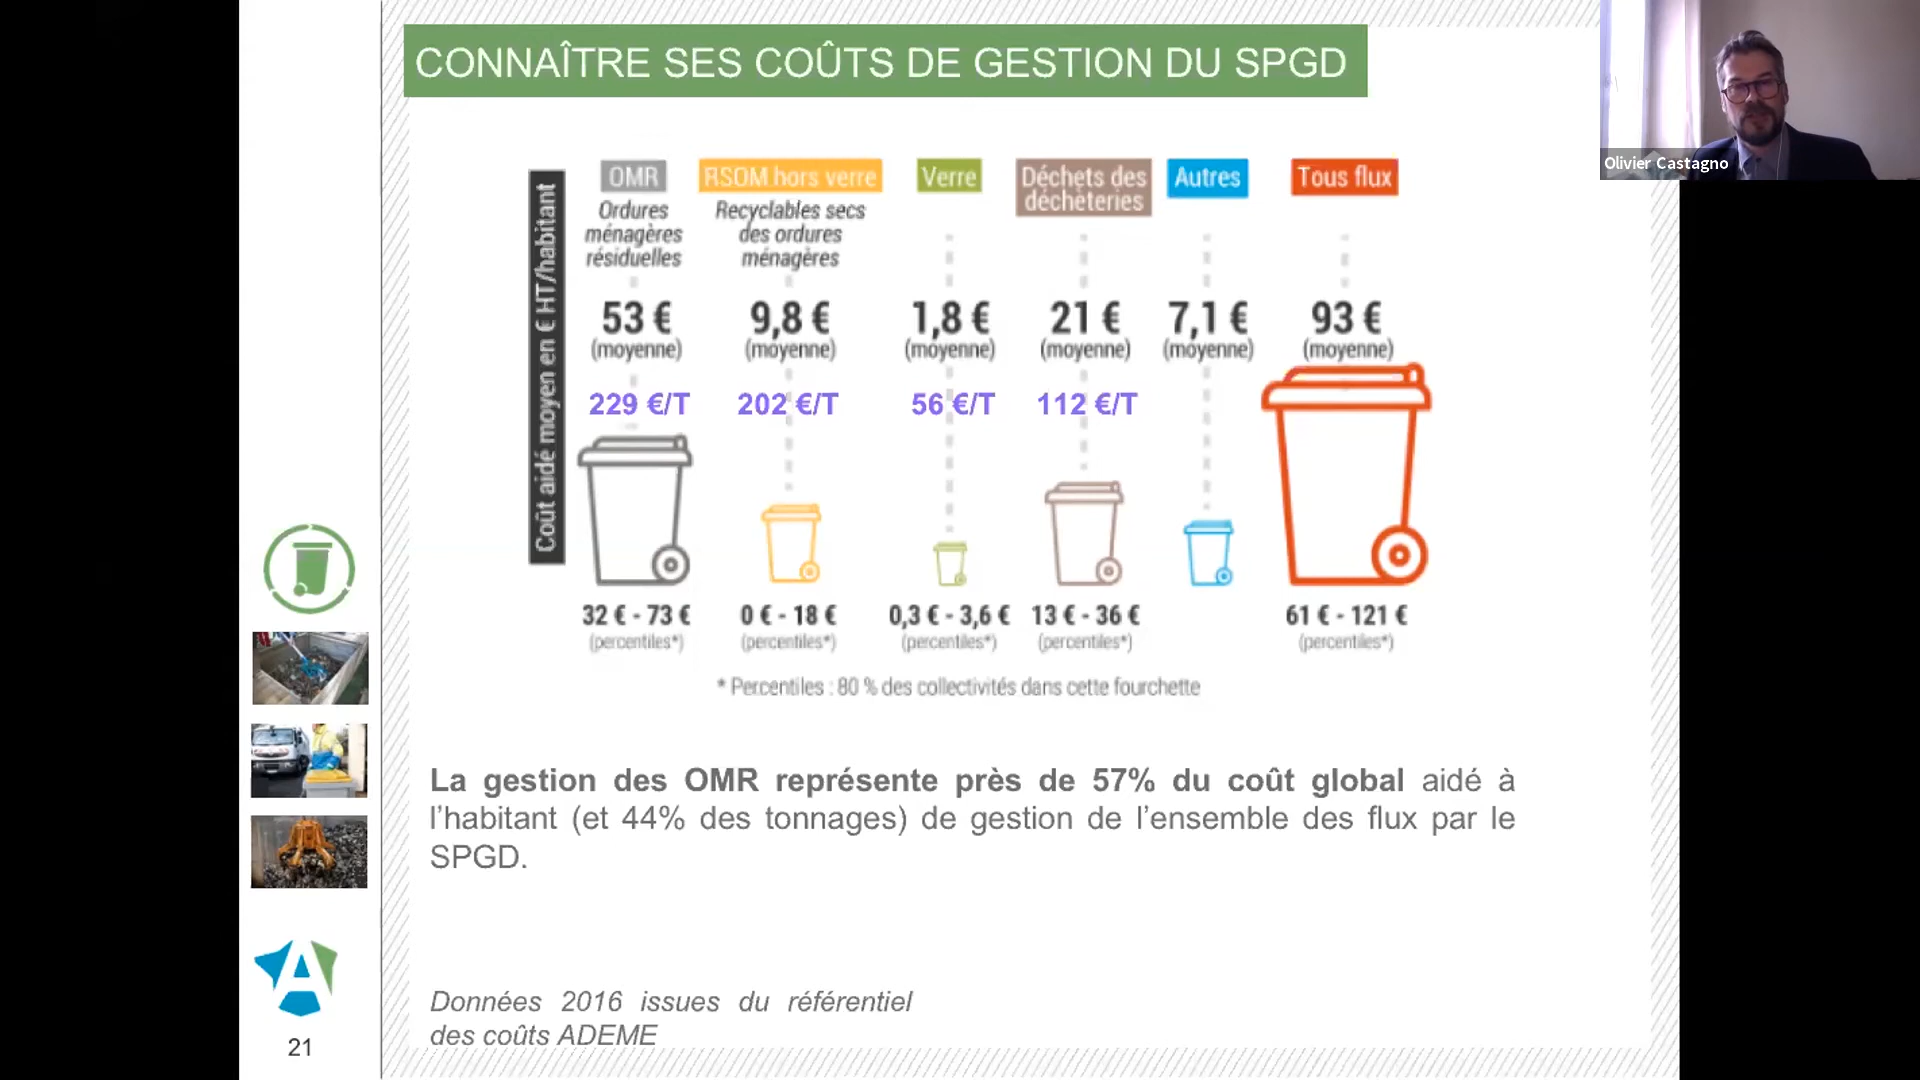 CONNAÎTRE SES COÛTS DE GESTION DU SPGD
Olivier Castagno
Coût aidé moyen en € HT/habitant
OMR
Ordures
ménagères
résiduelles
53 €
(moyenne)
229 €/T
32 € - 73 €
(percentiles*)
RSOM hors verre
Recyclables secs
des ordures
ménagères
9,8 €
(moyenne)
202 €/T
0 € - 18 €
(percentiles*)
Verre
1,8 €
(moyenne)
56 €/T
0,3 € - 3,6 €
(percentiles*)
Déchets des
décheteries
21 €
(moyenne)
112 €/T
13 € - 36 €
(percentiles*)
Autres
7,1 €
(moyenne)
Tous flux
93 €
(moyenne)
61 € - 121 €
(percentiles*)
* Percentiles : 80 % des collectivités dans cette fourchette
La gestion des OMR représente près de 57% du coût global aidé à
l’habitant (et 44% des tonnages) de gestion de l’ensemble des flux par le
SPGD.
Données 2016 issues du référentiel
des coûts ADEME
21